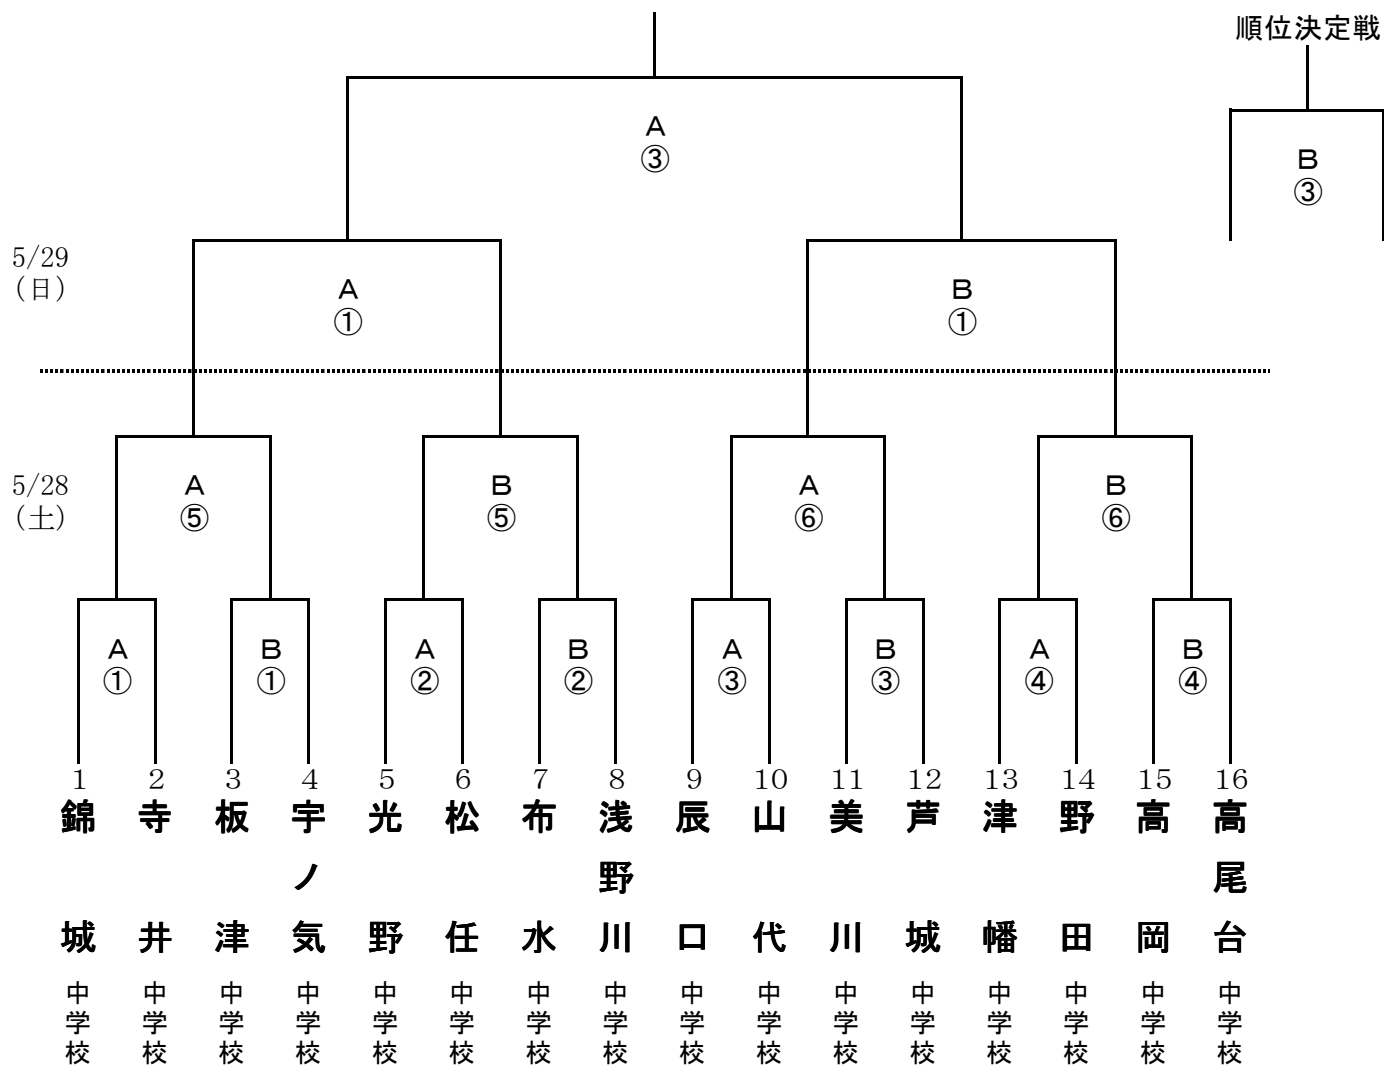 順位決定戦
A
③
B
③
5/29
(日)
A
①
B
①
5/28
(土)
A
⑤
B
⑤
A
⑥
B
⑥
A
①
B
①
A
②
B
②
A
③
B
③
A
④
B
④
1
錦城
中学校
2
寺井
中学校
3
板津
中学校
4
宇ノ気
中学校
5
光野
中学校
6
松任
中学校
7
布水
中学校
8
浅野川
中学校
9
辰口
中学校
10
山代
中学校
11
美川
中学校
12
芦城
中学校
13
津幡
中学校
14
野田
中学校
15
高岡
中学校
16
高尾台
中学校